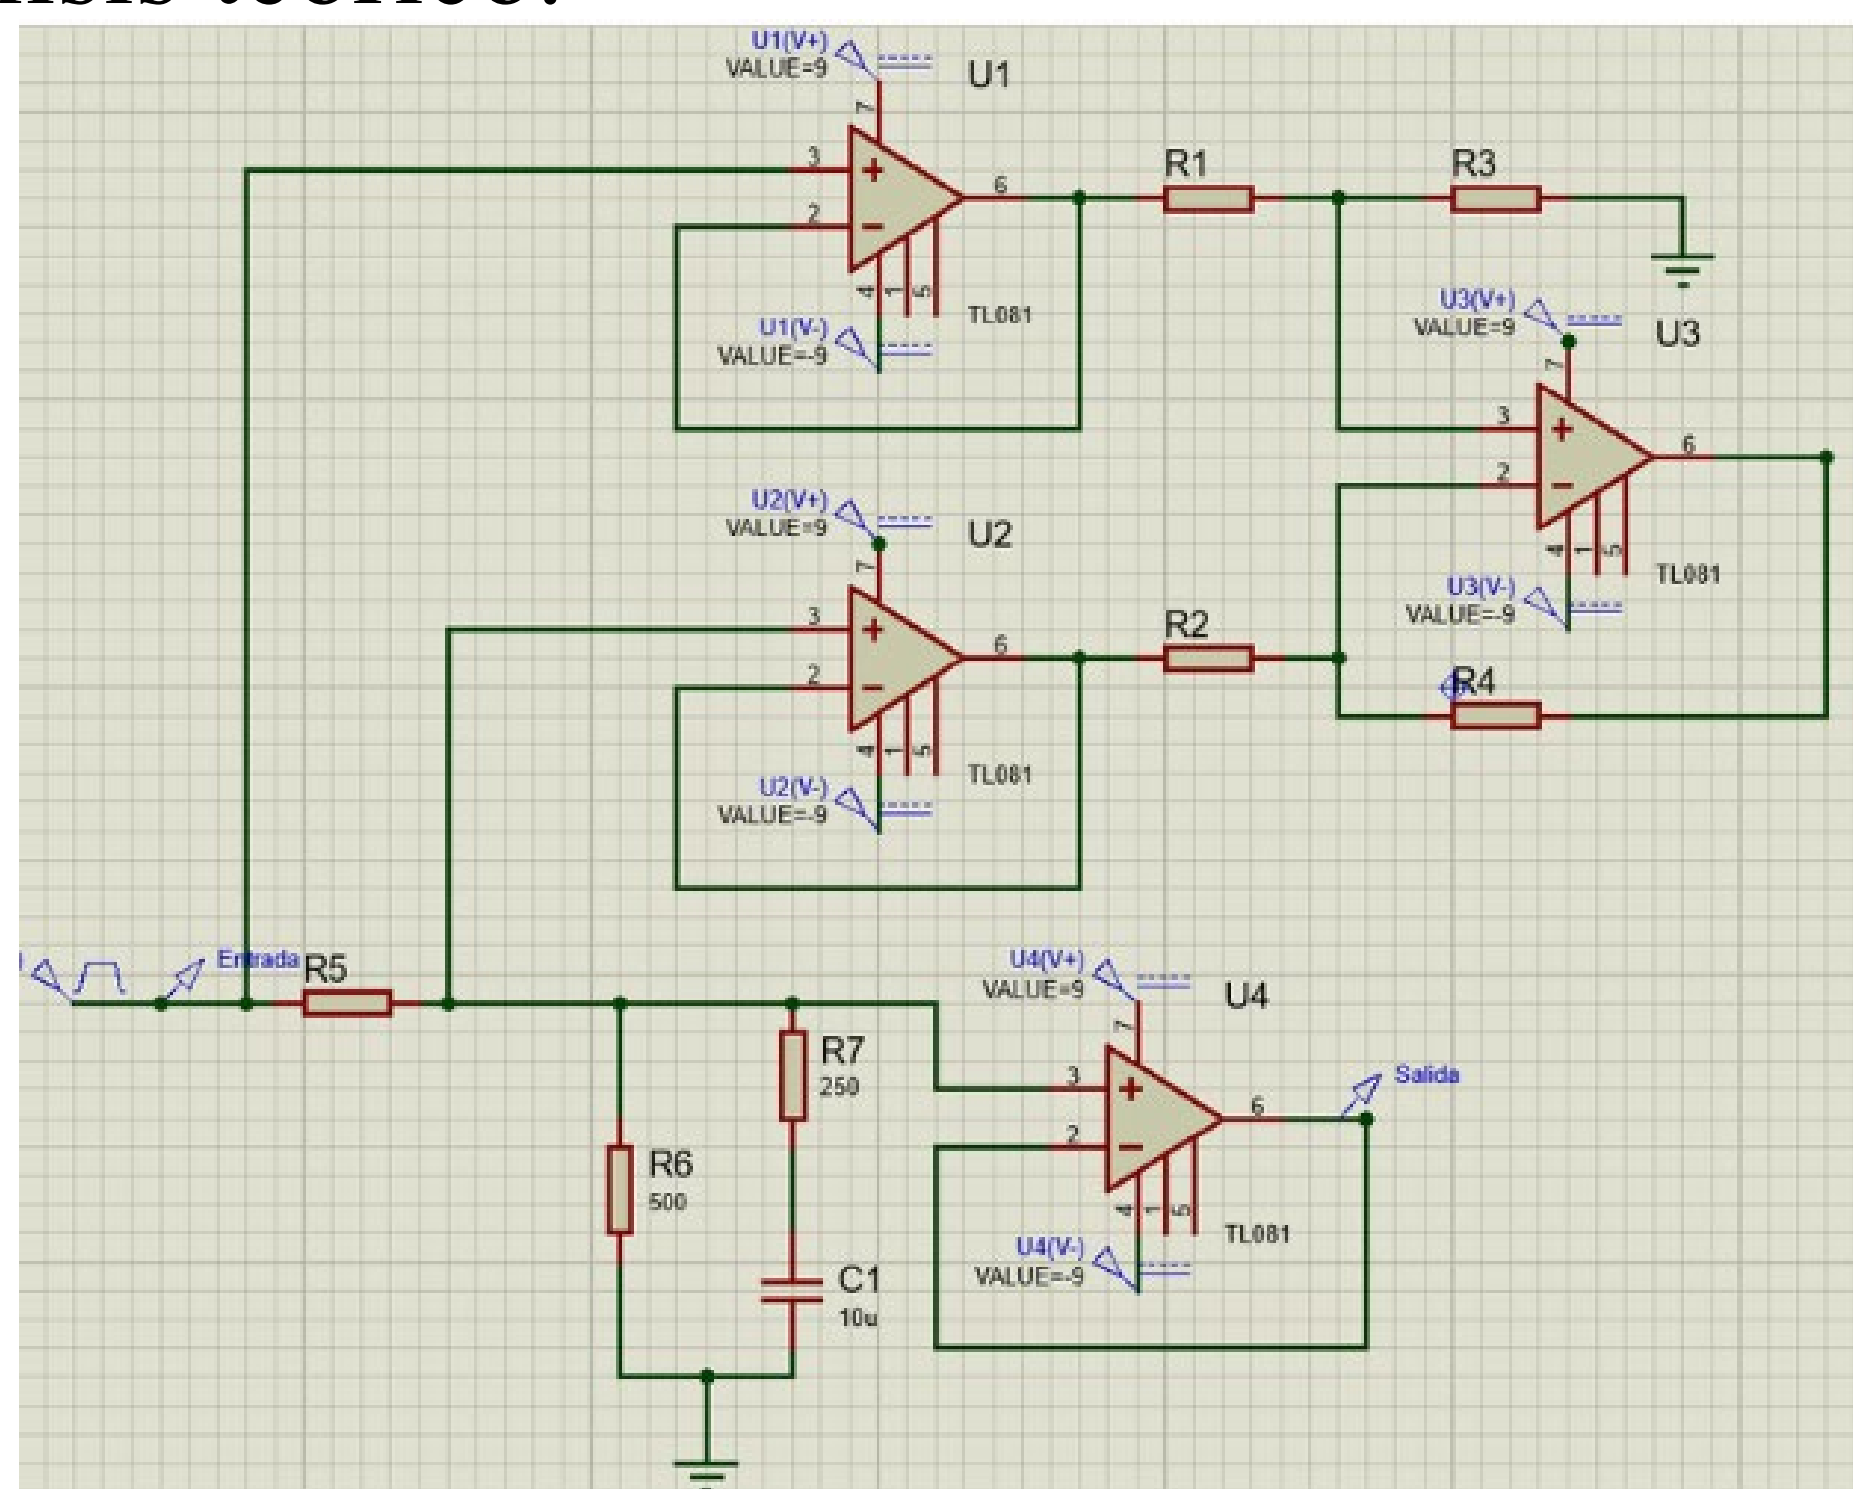 teórico.
U1(V+)
VALUE=9
U1
7
3
2
6
4
1
5
TL081
U1(V-)
VALUE=-9
R1
R3
U3(V+)
VALUE=9
U3
7
3
2
6
4
1
5
TL081
U3(V-)
VALUE=-9
U2(V+)
VALUE=9
U2
7
3
2
6
4
1
5
TL081
U2(V-)
VALUE=-9
R2
R4
Entrada
R5
R7
250
R6
500
C1
10u
U4(V+)
VALUE=9
U4
7
3
2
6
4
1
5
TL081
U4(V-)
VALUE=-9
Salida